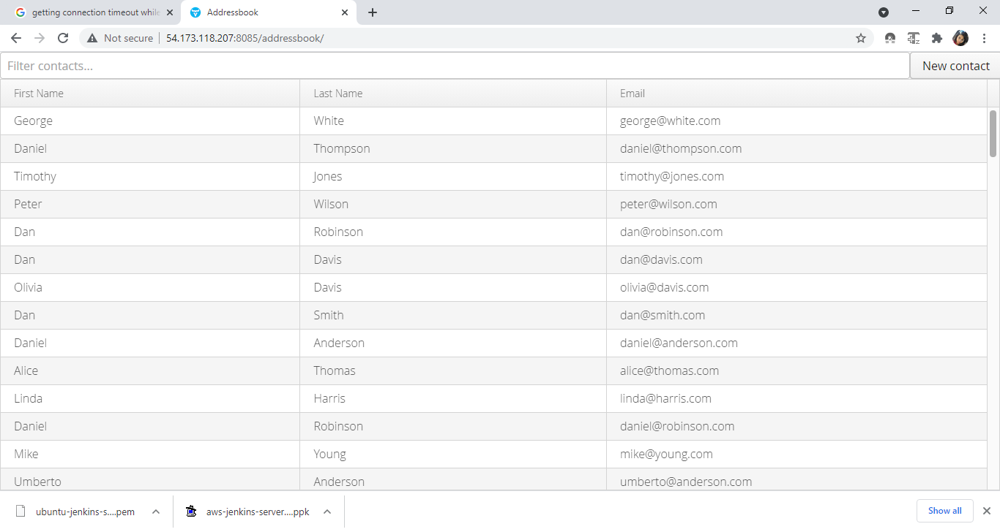 getting connection timeout while
Addressbook
Not secure
54.173.118.207:8085/addressbook/
Filter contacts...
New contact
First Name Last Name Email
George White george@white.com
Daniel Thompson daniel@thompson.com
Timothy Jones timothy@jones.com
Peter Wilson peter@wilson.com
Dan Robinson dan@robinson.com
Dan Davis dan@davis.com
Olivia Davis olivia@davis.com
Dan Smith dan@smith.com
Daniel Anderson daniel@anderson.com
Alice Thomas alice@thomas.com
Linda Harris linda@harris.com
Daniel Robinson daniel@robinson.com
Mike Young mike@young.com
Umberto Anderson umberto@anderson.com
ubuntu-jenkins-s....pem
aws-jenkins-server....ppk
Show all